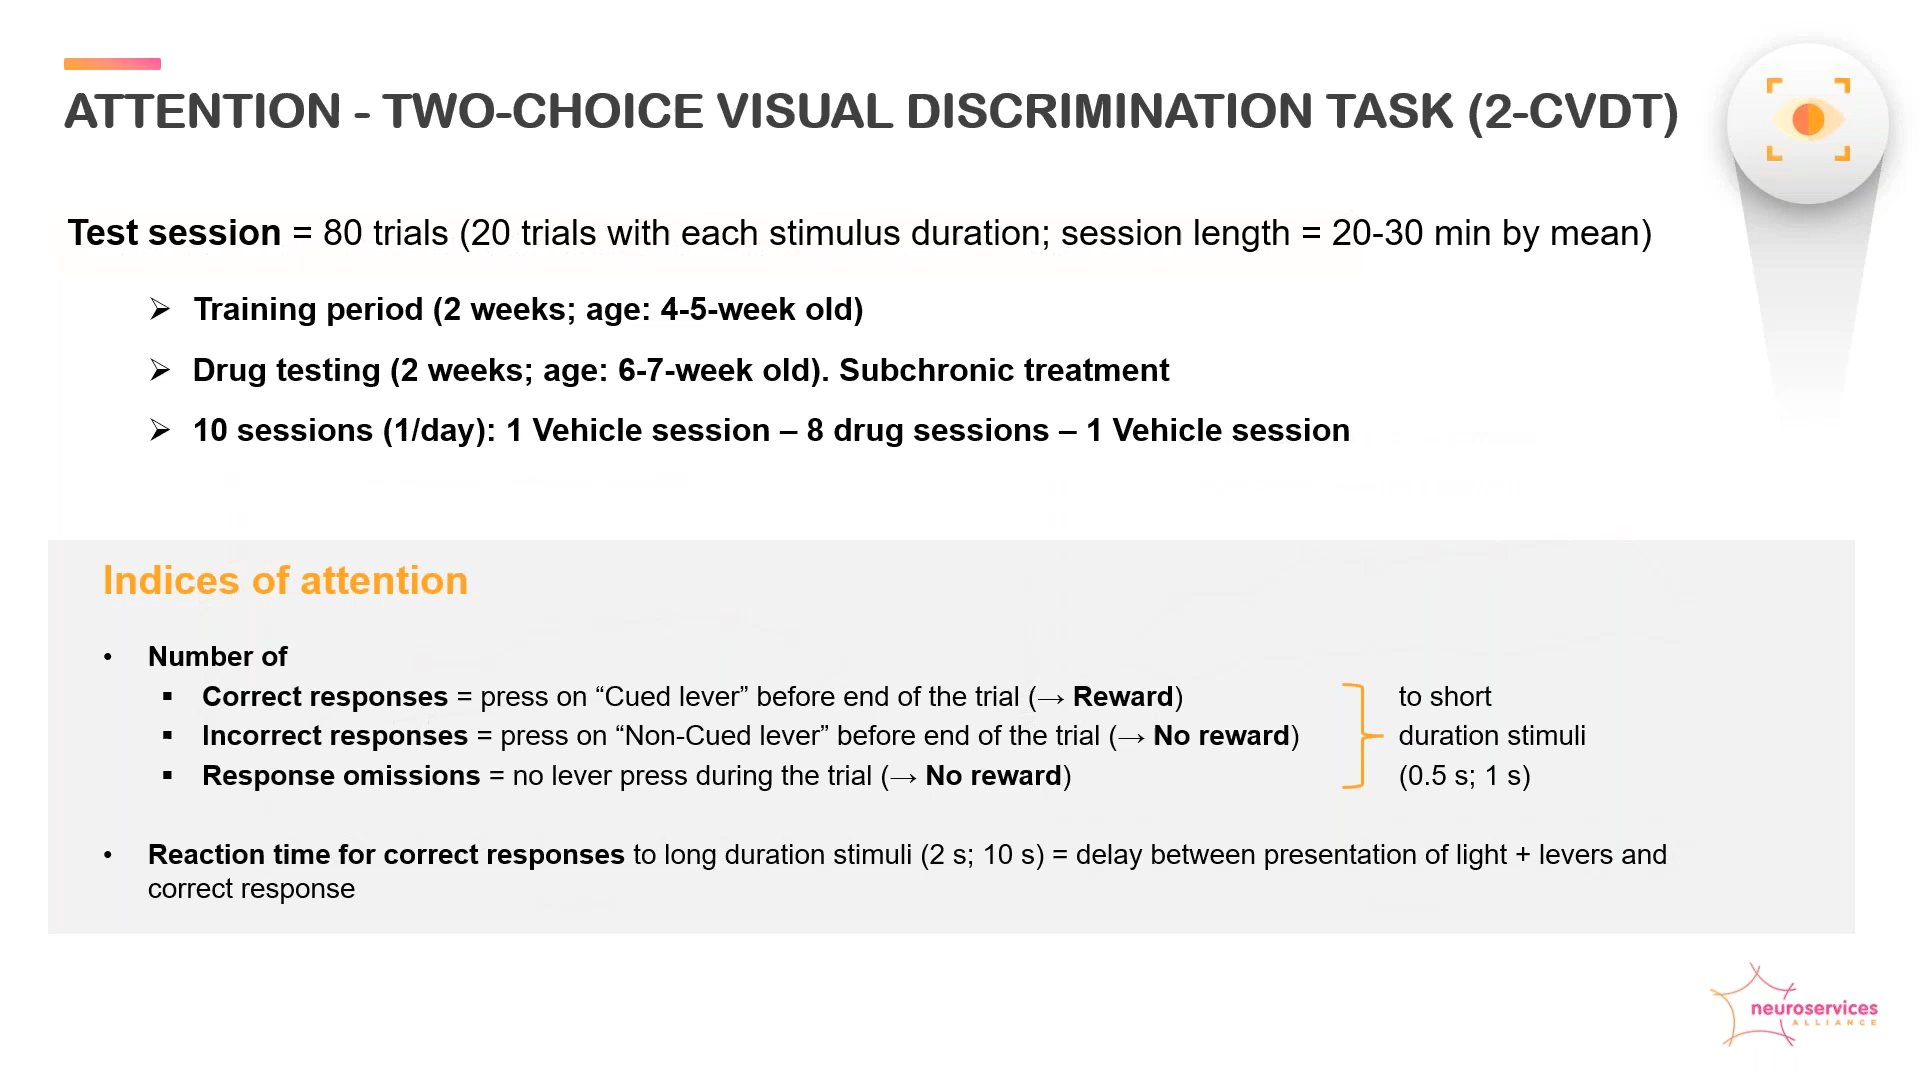 ATTENTION - TWO-CHOICE VISUAL DISCRIMINATION TASK (2-CVDT)
Test session = 80 trials (20 trials with each stimulus duration; session length = 20-30 min by mean)
➢ Training period (2 weeks; age: 4-5-week old)
➢ Drug testing (2 weeks; age: 6-7-week old). Subchronic treatment
➢ 10 sessions (1/day): 1 Vehicle session – 8 drug sessions – 1 Vehicle session
Indices of attention
• Number of
▪ Correct responses = press on “Cued lever” before end of the trial (→ Reward)
▪ Incorrect responses = press on “Non-Cued lever” before end of the trial (→ No reward)
▪ Response omissions = no lever press during the trial (→ No reward)
to short
duration stimuli
(0.5 s; 1 s)
• Reaction time for correct responses to long duration stimuli (2 s; 10 s) = delay between presentation of light + levers and
correct response
neuroservices
ALLIANCE